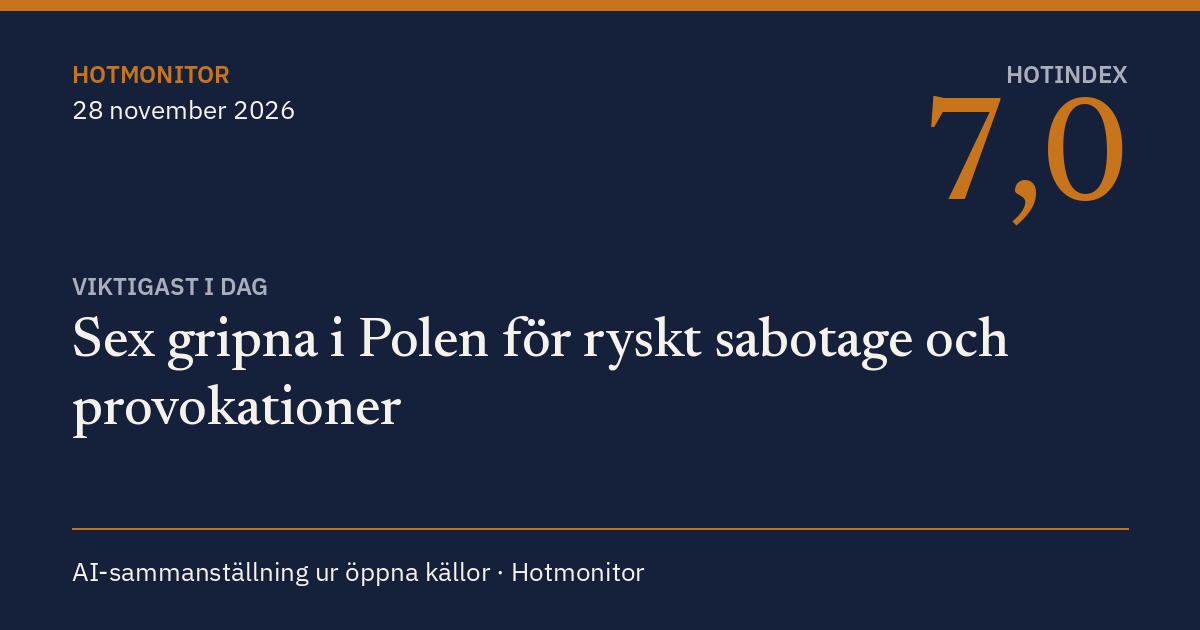 HOTMONITOR
28 november 2026
HOTINDEX
7,0
VIKTIGAST I DAG
Sex gripna i Polen för ryskt sabotage och
provokationer
AI-sammanställning ur öppna källor · Hotmonitor